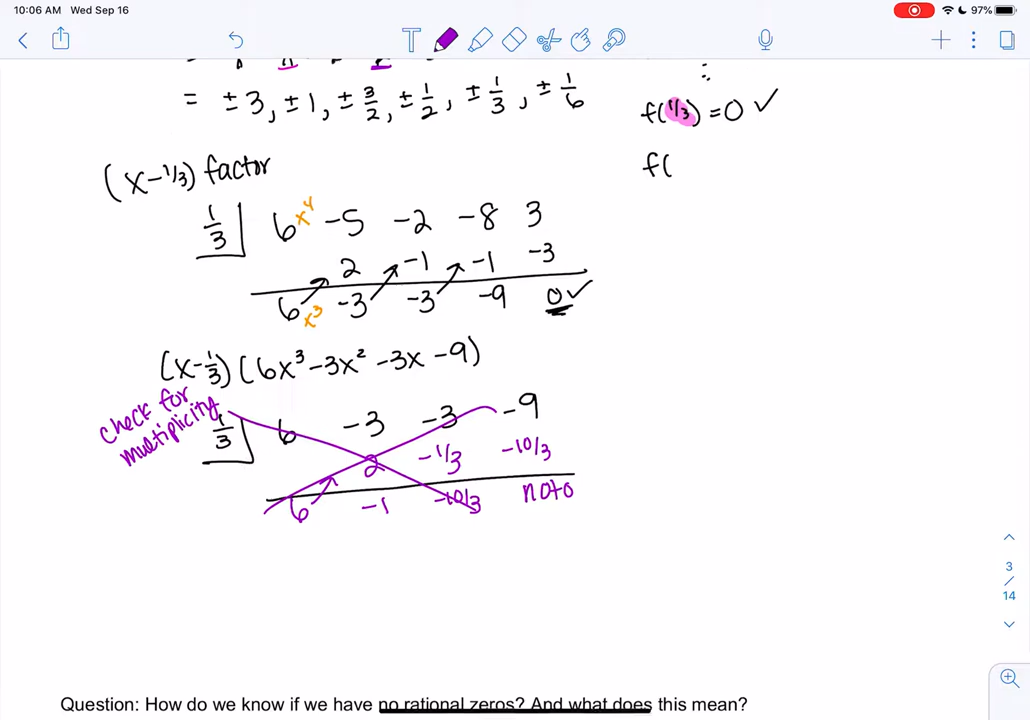 10:06 AM Wed Sep 16
97%
T
= ± 3, ± 1, ± 3/2, ± 1/2, ± 1/3, ± 1/6
f(1/3) = 0 ✓
f(
(x-1/3) factor
1/3 6x⁴ -5 -2 -8 3
2 -1 -1 -3
6x³ -3 -3 -9 0 ✓
(x-1/3)(6x³ -3x² -3x -9)
check for
multiplicity
1/3 6 -3 -3 -9
2 -1/3 -10/3
6 -1 -10/3 not 0
3
/
14
Question: How do we know if we have no rational zeros? And what does this mean?